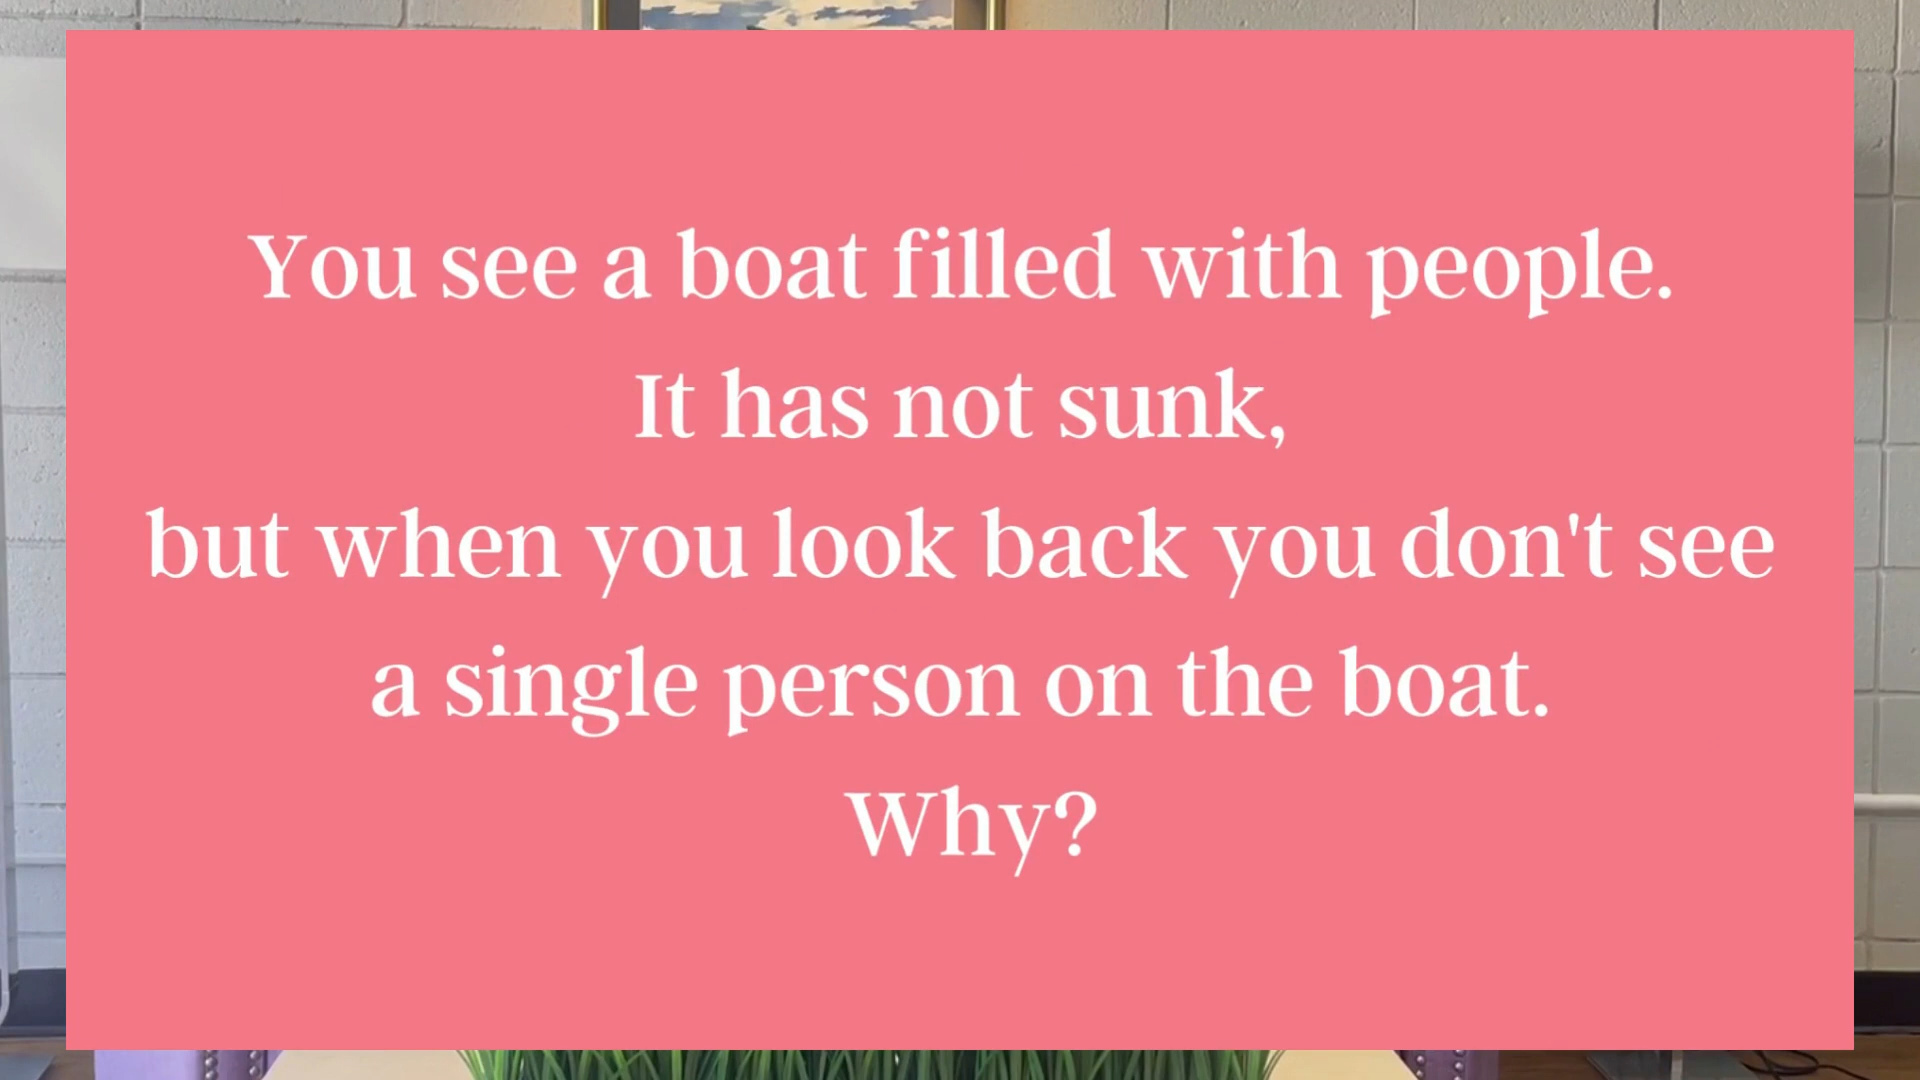 You see a boat filled with people.
It has not sunk,
but when you look back you don't see
a single person on the boat.
Why?